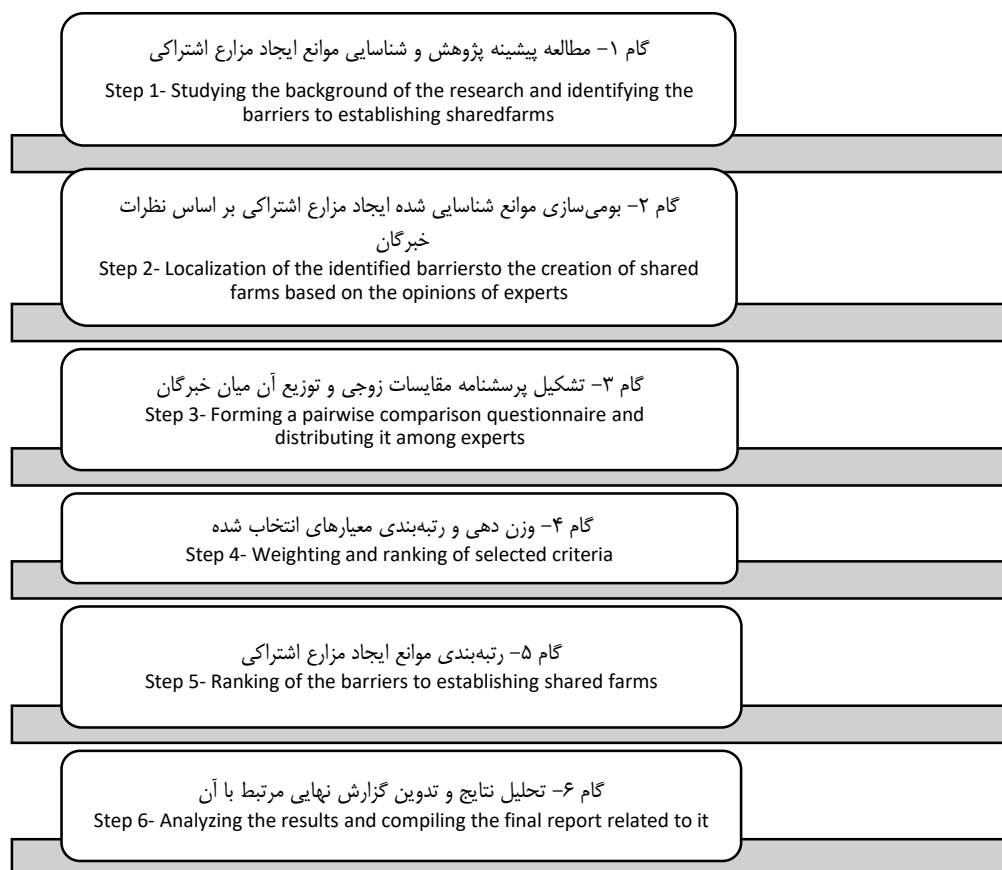 گام ۱- مطالعه پیشینه پژوهش و شناسایی موانع ایجاد مزارع اشتراکی
Step 1- Studying the background of the research and identifying the
barriers to establishing sharedfarms
گام ۲- بومی‌سازی موانع شناسایی شده ایجاد مزارع اشتراکی بر اساس نظرات
خبرگان
Step 2- Localization of the identified barriersto the creation of shared
farms based on the opinions of experts
گام ۳- تشکیل پرسشنامه مقایسات زوجی و توزیع آن میان خبرگان
Step 3- Forming a pairwise comparison questionnaire and
distributing it among experts
گام ۴- وزن دهی و رتبه‌بندی معیارهای انتخاب شده
Step 4- Weighting and ranking of selected criteria
گام ۵- رتبه‌بندی موانع ایجاد مزارع اشتراکی
Step 5- Ranking of the barriers to establishing shared farms
گام ۶- تحلیل نتایج و تدوین گزارش نهایی مرتبط با آن
Step 6- Analyzing the results and compiling the final report related to it